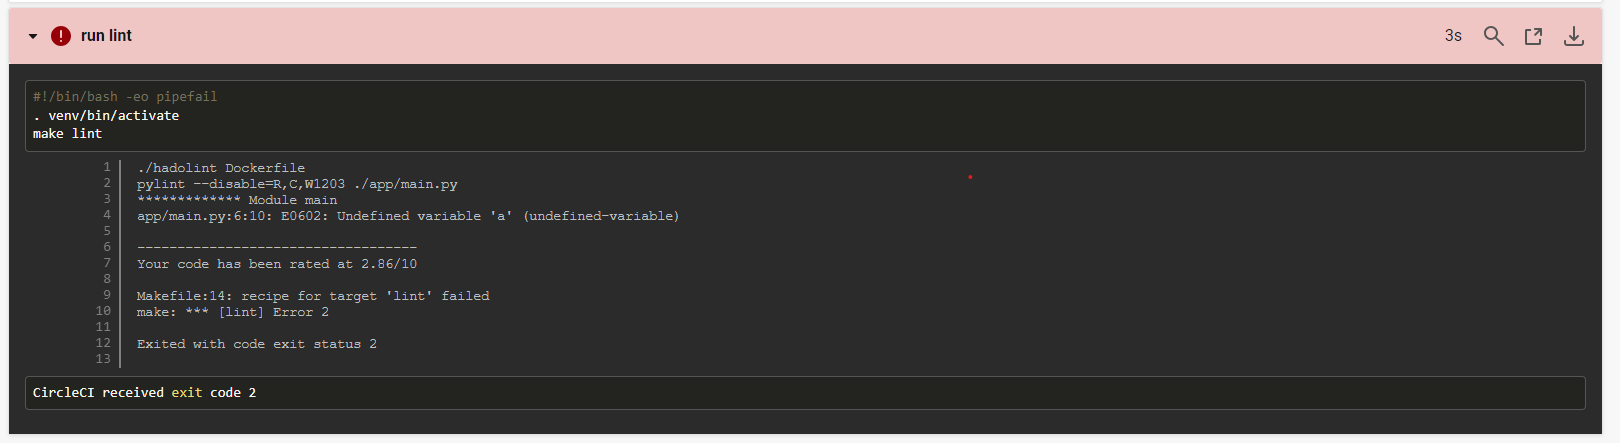 run lint
3s
#!/bin/bash -eo pipefail
. venv/bin/activate
make lint
1 ./hadolint Dockerfile
2 pylint --disable=R,C,W1203 ./app/main.py
3 ************* Module main
4 app/main.py:6:10: E0602: Undefined variable 'a' (undefined-variable)
5
6 -----------------------------------
7 Your code has been rated at 2.86/10
8
9 Makefile:14: recipe for target 'lint' failed
10 make: *** [lint] Error 2
11
12 Exited with code exit status 2
13
CircleCI received exit code 2